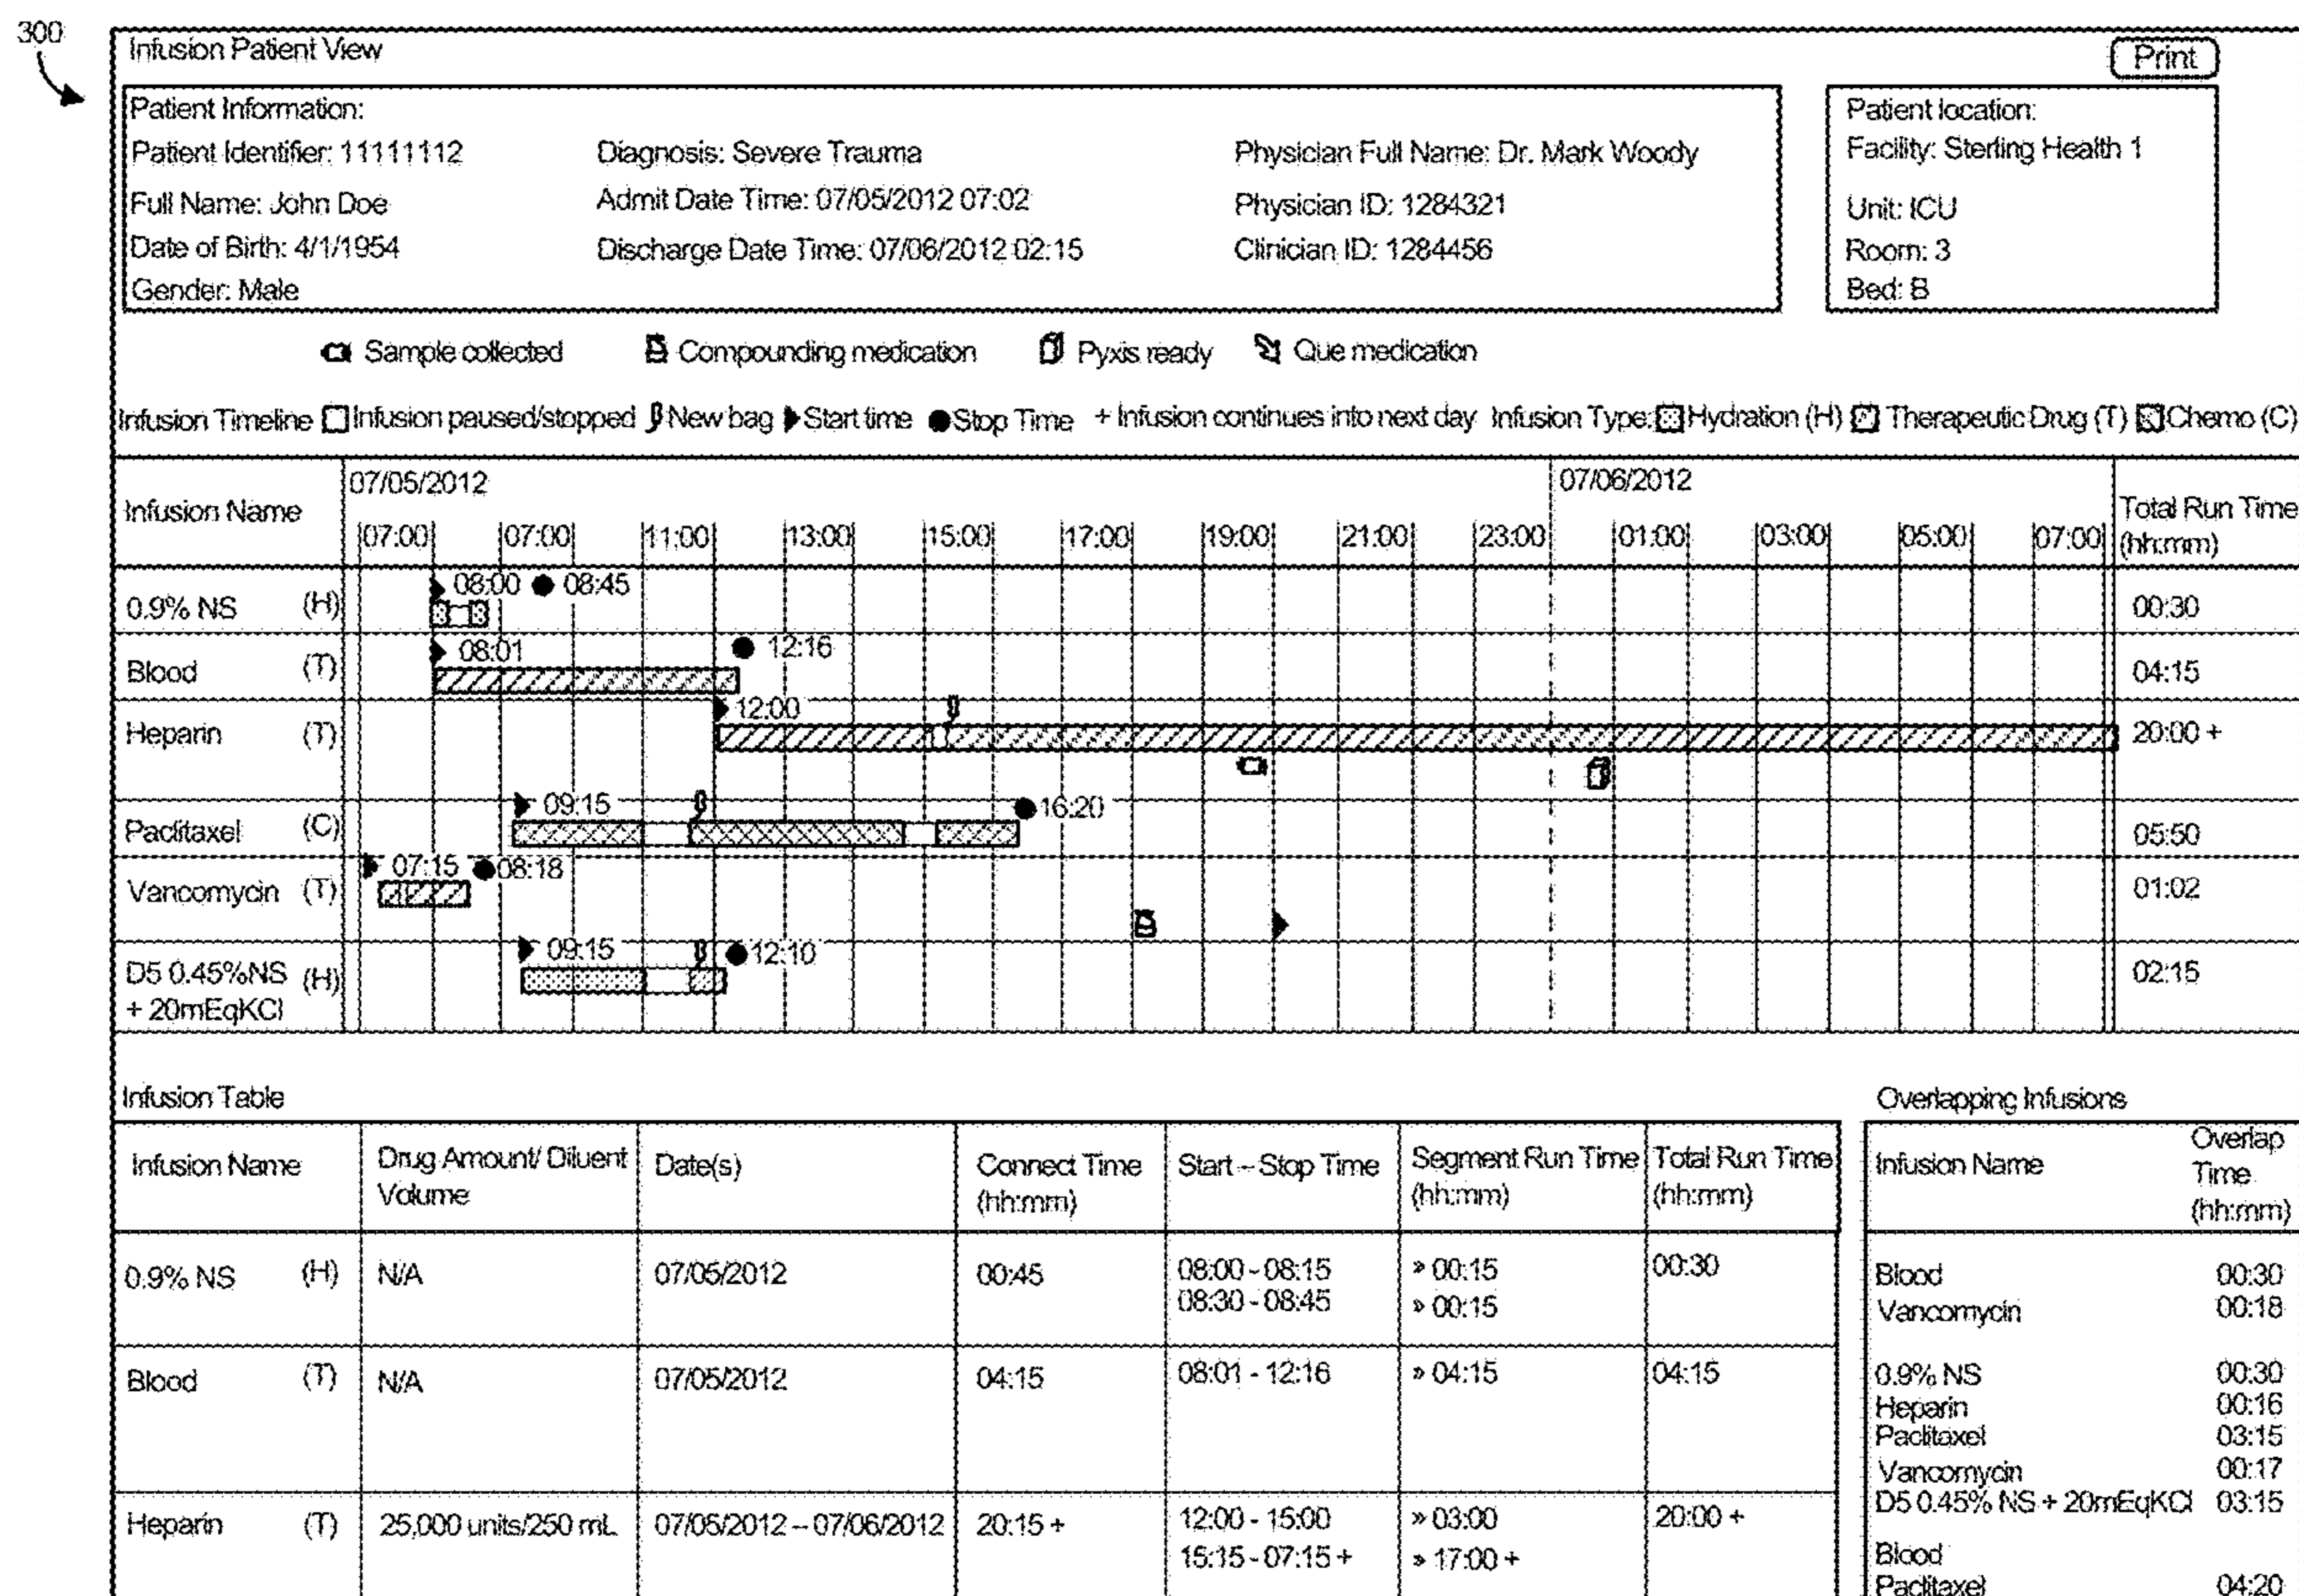 300
Infusion Patient View
Print
Patient Information:
Patient Identifier: 11111112
Diagnosis: Severe Trauma
Physician Full Name: Dr. Mark Woody
Full Name: John Doe
Admit Date Time: 07/05/2012 07:02
Physician ID: 1284321
Date of Birth: 4/1/1954
Discharge Date Time: 07/06/2012 02:15
Clinician ID: 1284456
Gender: Male
Patient location:
Facility: Sterling Health 1
Unit: ICU
Room: 3
Bed: B
Sample collected Compounding medication Pyxis ready Que medication
Infusion Timeline Infusion paused/stopped New bag Start time Stop Time + Infusion continues into next day Infusion Type: Hydration (H) Therapeutic Drug (T) Chemo (C)
Infusion Name
07/05/2012
07/06/2012
Total Run Time
(hh:mm)
07:00 07:00 11:00 13:00 15:00 17:00 19:00 21:00 23:00 01:00 03:00 05:00 07:00
0.9% NS (H) 08:00 08:45 00:30
Blood (T) 08:01 12:16 04:15
Heparin (T) 12:00 20:00 +
Paclitaxel (C) 09:15 16:20 05:50
Vancomycin (T) 07:15 08:18 01:02
D5 0.45%NS (H) 09:15 12:10 02:15
+ 20mEqKCl
Infusion Table
Infusion Name
Drug Amount/ Diluent
Volume
Date(s)
Connect Time
(hh:mm)
Start – Stop Time
Segment Run Time
(hh:mm)
Total Run Time
(hh:mm)
0.9% NS (H) N/A 07/05/2012 00:45 08:00 - 08:15 » 00:15 00:30
08:30 - 08:45 » 00:15
Blood (T) N/A 07/05/2012 04:15 08:01 - 12:16 » 04:15 04:15
Heparin (T) 25,000 units/250 mL 07/05/2012 – 07/06/2012 20:15 + 12:00 - 15:00 » 03:00 20:00 +
15:15 - 07:15 + » 17:00 +
Overlapping Infusions
Infusion Name
Overlap
Time
(hh:mm)
Blood 00:30
Vancomycin 00:18
0.9% NS 00:30
Heparin 00:16
Paclitaxel 03:15
Vancomycin 00:17
D5 0.45% NS + 20mEqKCl 03:15
Blood
Paclitaxel 04:20